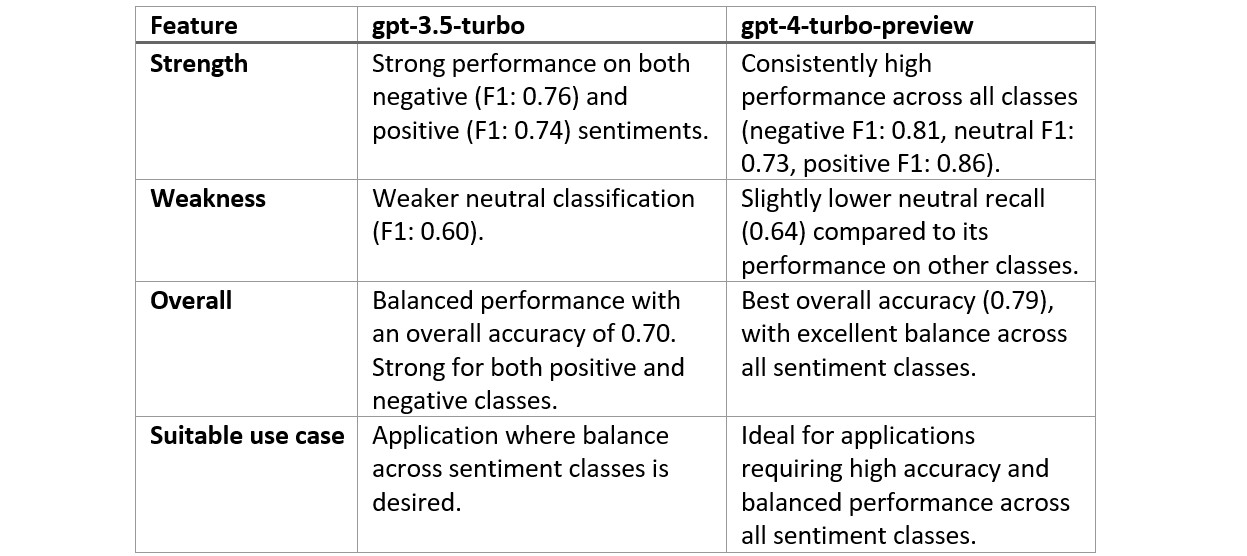 Feature gpt-3.5-turbo gpt-4-turbo-preview
Strength
Strong performance on both
negative (F1: 0.76) and
positive (F1: 0.74) sentiments.
Consistently high
performance across all classes
(negative F1: 0.81, neutral F1:
0.73, positive F1: 0.86).
Weakness
Weaker neutral classification
(F1: 0.60).
Slightly lower neutral recall
(0.64) compared to its
performance on other classes.
Overall
Balanced performance with
an overall accuracy of 0.70.
Strong for both positive and
negative classes.
Best overall accuracy (0.79),
with excellent balance across
all sentiment classes.
Suitable use case
Application where balance
across sentiment classes is
desired.
Ideal for applications
requiring high accuracy and
balanced performance across
all sentiment classes.